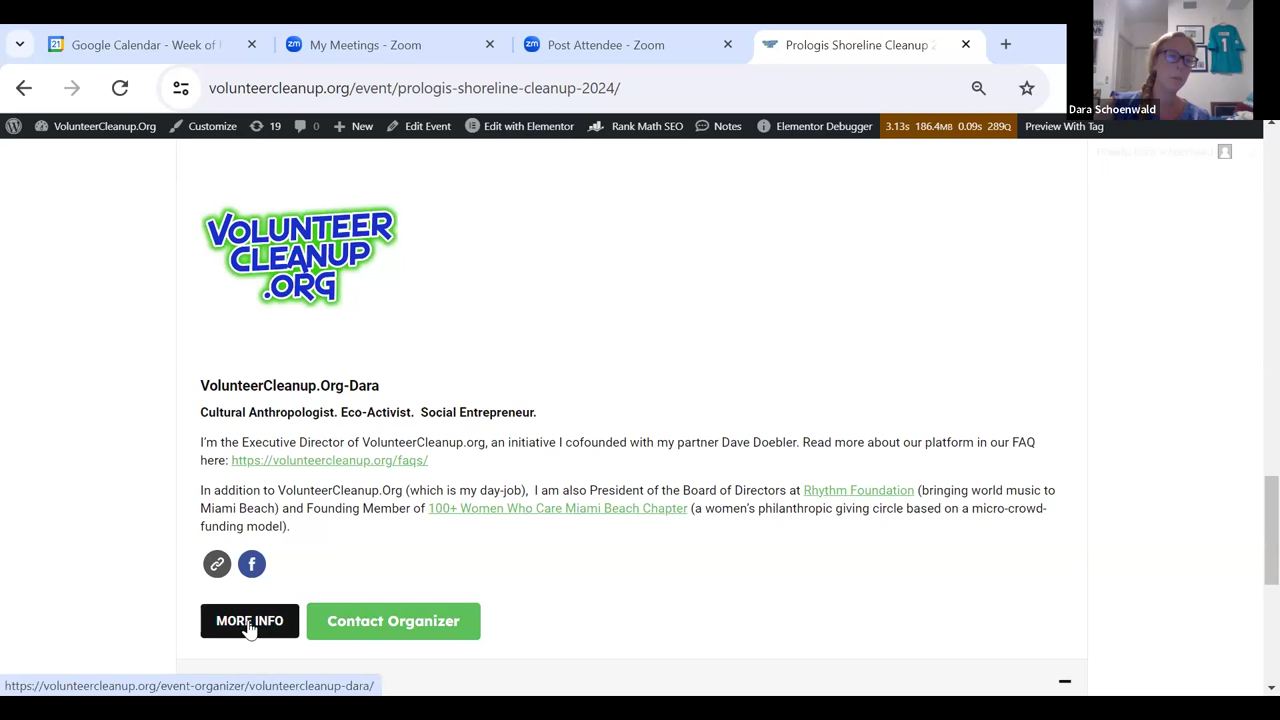 21 Google Calendar - Week of
zm My Meetings - Zoom
zm Post Attendee - Zoom
Prologis Shoreline Cleanup 2
volunteercleanup.org/event/prologis-shoreline-cleanup-2024/
Dara Schoenwald
1
VolunteerCleanup.Org Customize 19 0 New Edit Event Edit with Elementor Rank Math SEO Notes Elementor Debugger 3.13s 186.4MB 0.09s 289Q Preview With Tag
VOLUNTEER
CLEANUP
.ORG
VolunteerCleanup.Org-Dara
Cultural Anthropologist. Eco-Activist. Social Entrepreneur.
I'm the Executive Director of VolunteerCleanup.org, an initiative I cofounded with my partner Dave Doebler. Read more about our platform in our FAQ
here: https://volunteercleanup.org/faqs/
In addition to VolunteerCleanup.Org (which is my day-job), I am also President of the Board of Directors at Rhythm Foundation (bringing world music to
Miami Beach) and Founding Member of 100+ Women Who Care Miami Beach Chapter (a women's philanthropic giving circle based on a micro-crowd-
funding model).
MORE INFO
Contact Organizer
https://volunteercleanup.org/event-organizer/volunteercleanup-dara/